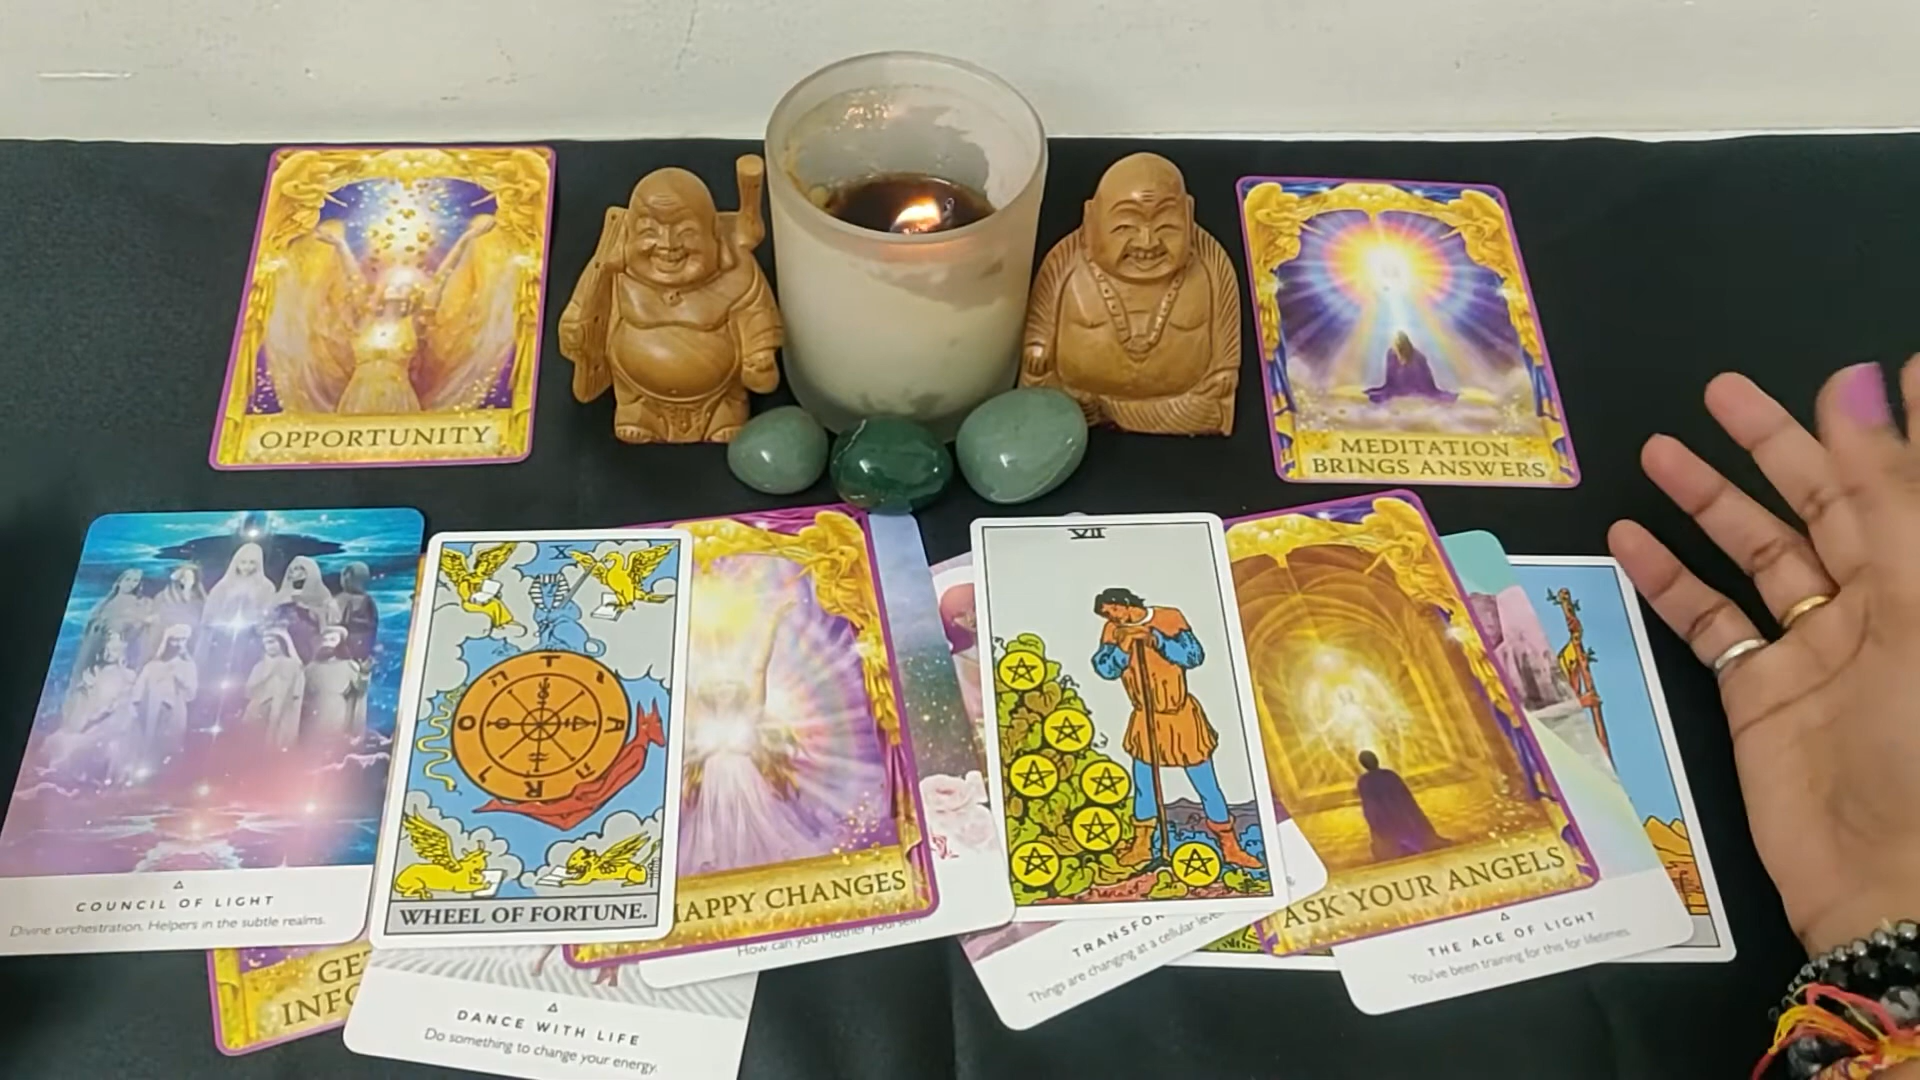 OPPORTUNITY
MEDITATION
BRINGS ANSWERS
COUNCIL OF LIGHT
Divine orchestration. Helpers in the subtle realms.
X
T
A
R
O
WHEEL OF FORTUNE.
HAPPY CHANGES
How can you Mother yourself
VII
TRANSFOR
Things are changing at a cellular level
ASK YOUR ANGELS
THE AGE OF LIGHT
You've been training for this for lifetimes.
DANCE WITH LIFE
Do something to change your energy.